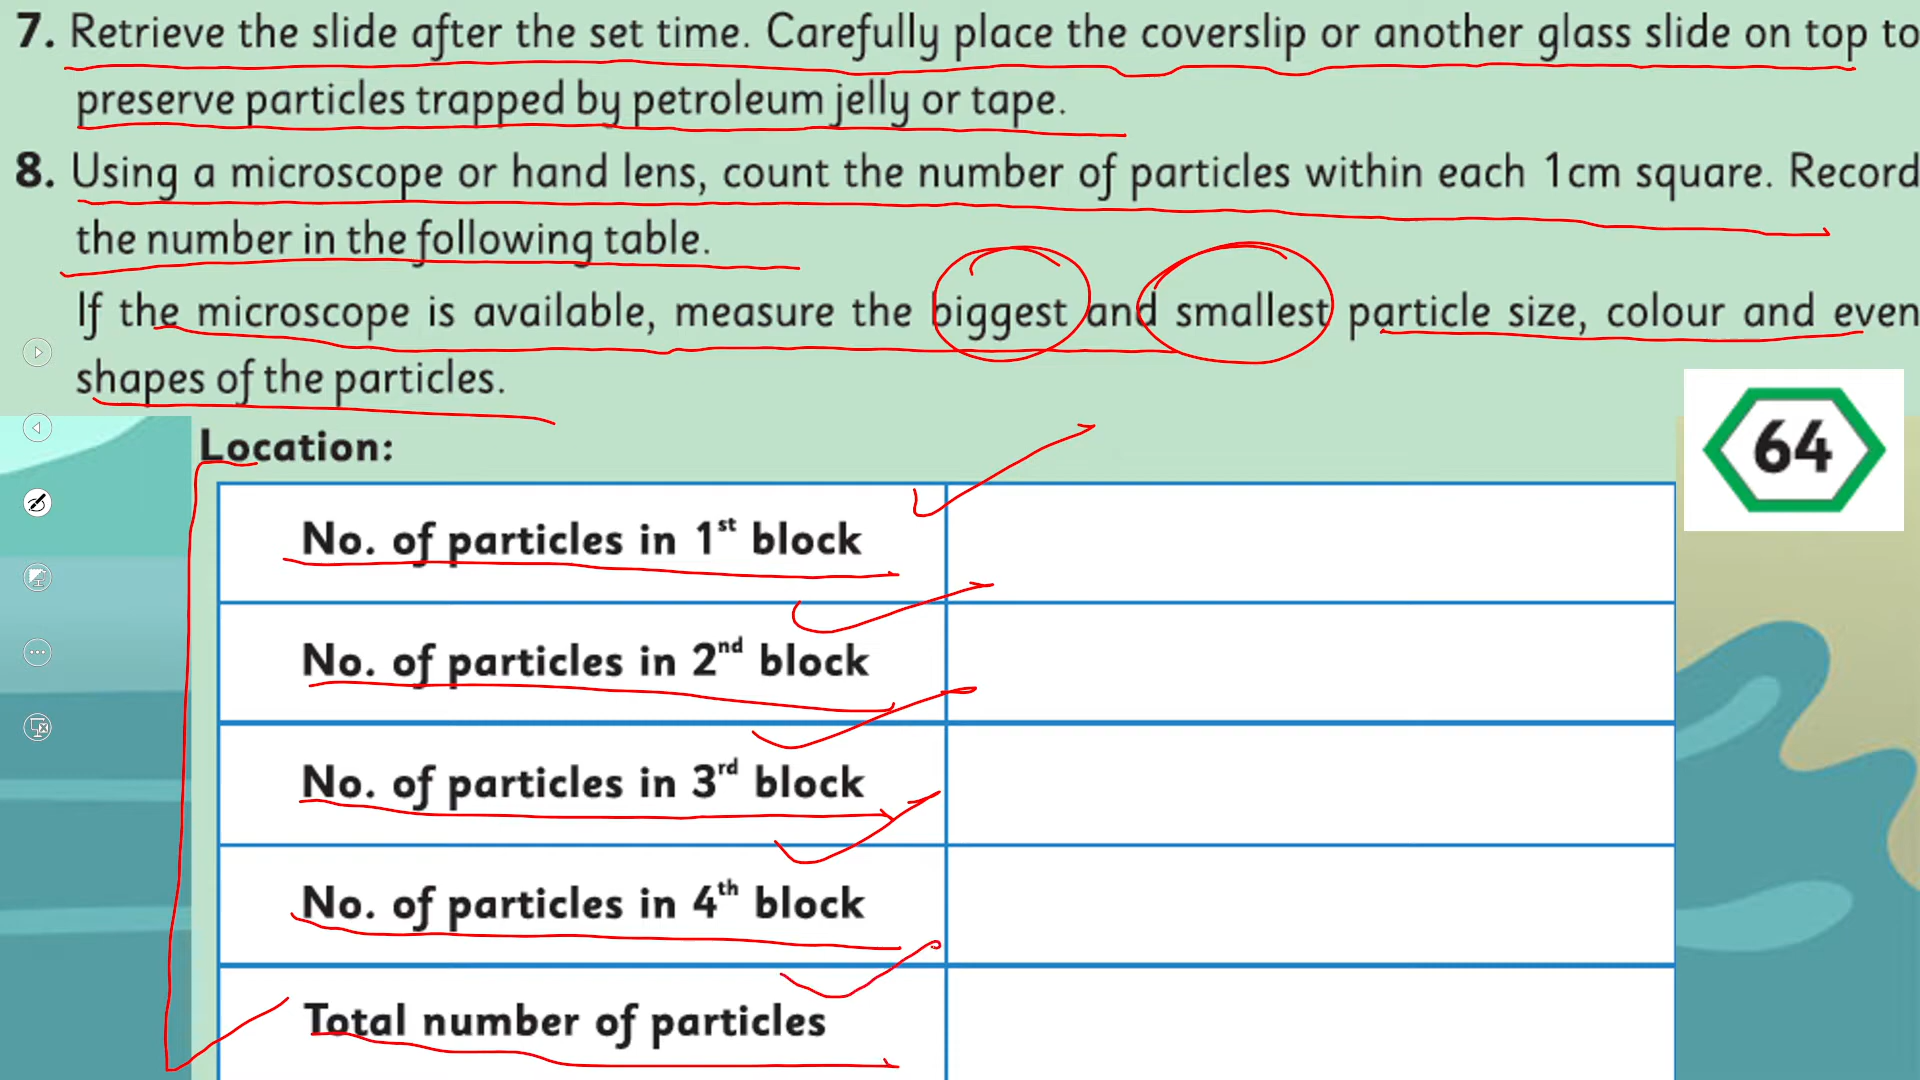 7. Retrieve the slide after the set time. Carefully place the coverslip or another glass slide on top to
preserve particles trapped by petroleum jelly or tape.
8. Using a microscope or hand lens, count the number of particles within each 1cm square. Record
the number in the following table.
If the microscope is available, measure the biggest and smallest particle size, colour and even
shapes of the particles.
Location:
64
No. of particles in 1st block
No. of particles in 2nd block
No. of particles in 3rd block
No. of particles in 4th block
Total number of particles